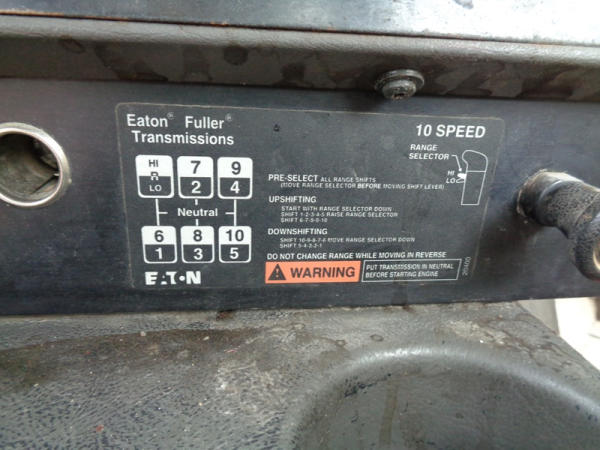 Eaton® Fuller®
Transmissions
10 SPEED
RANGE
SELECTOR
HI
LO
HI
R
LO
7
2
9
4
Neutral
6
1
8
3
10
5
EATON
PRE-SELECT ALL RANGE SHIFTS
(MOVE RANGE SELECTOR BEFORE MOVING SHIFT LEVER)
UPSHIFTING
START WITH RANGE SELECTOR DOWN
SHIFT 1-2-3-4-5 RAISE RANGE SELECTOR
SHIFT 6-7-8-9-10
DOWNSHIFTING
SHIFT 10-9-8-7-6 MOVE RANGE SELECTOR DOWN
SHIFT 5-4-3-2-1
DO NOT CHANGE RANGE WHILE MOVING IN REVERSE
WARNING
PUT TRANSMISSION IN NEUTRAL
BEFORE STARTING ENGINE